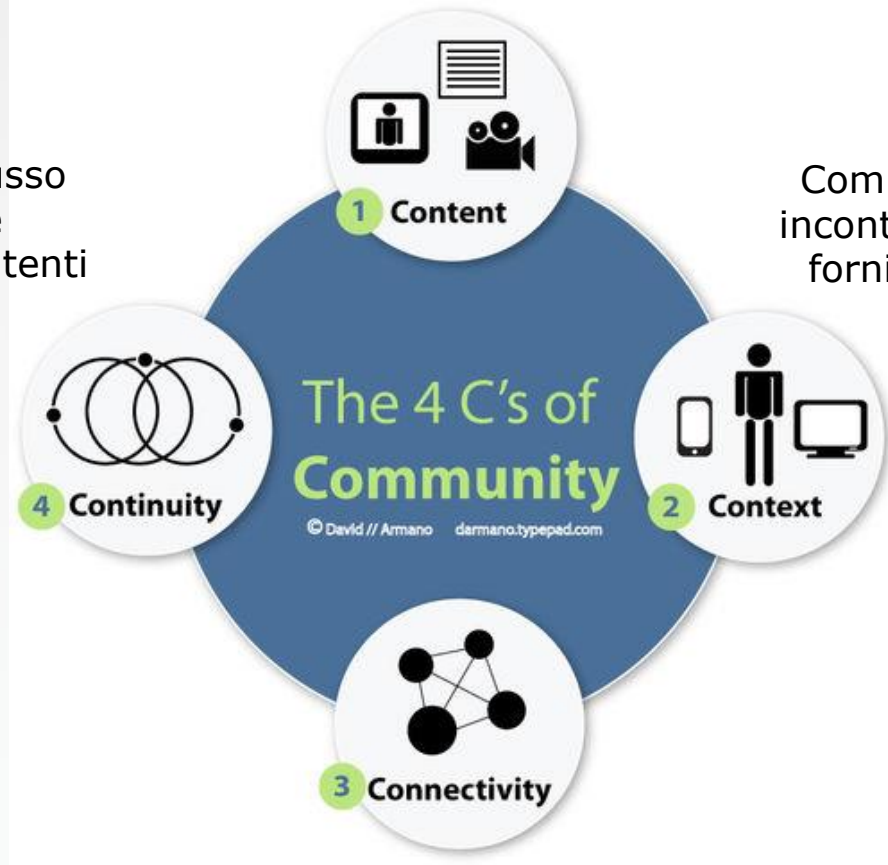 1 Content
usso
e
tenti
Com
incont
forni
The 4 C's of
Community
© David // Armano darmano.typepad.com
4 Continuity
2 Context
3 Connectivity